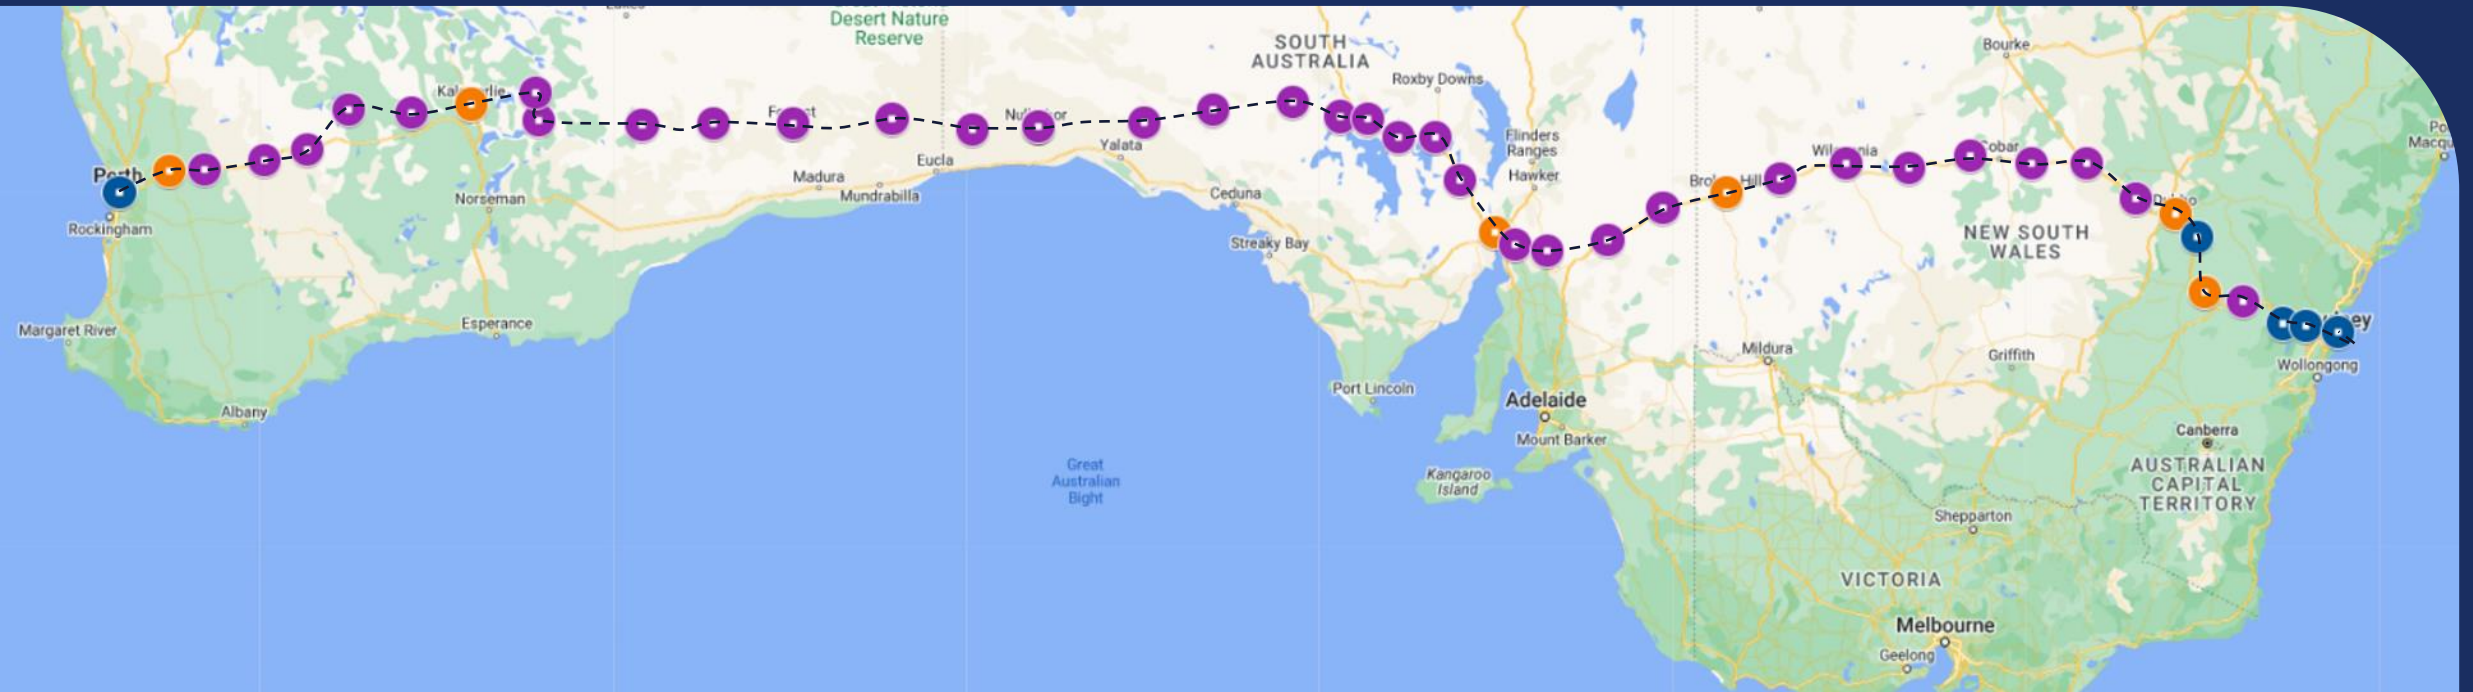 Desert Nature
Reserve
SOUTH
AUSTRALIA
Roxby Downs
Bourke
Perth
Rockingham
Margaret River
Albany
Norseman
Esperance
Madura
Mundrabilla
Eucla
Yalata
Ceduna
Streaky Bay
Port Lincoln
Flinders
Ranges
Hawker
Adelaide
Mount Barker
Kangaroo
Island
Great
Australian
Bight
NEW SOUTH
WALES
Mildura
Griffith
Wollongong
Canberra
AUSTRALIAN
CAPITAL
TERRITORY
Shepparton
VICTORIA
Melbourne
Geelong